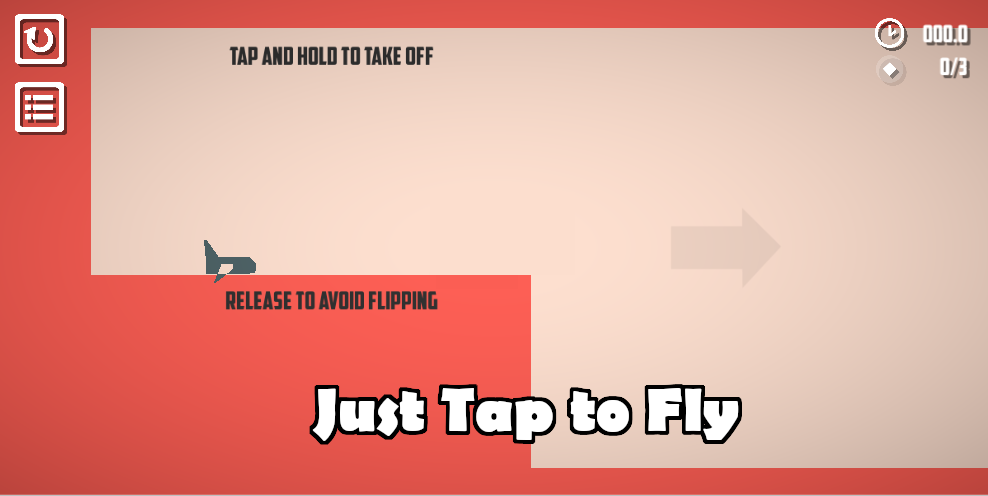 TAP AND HOLD TO TAKE OFF
000.0
0/3
RELEASE TO AVOID FLIPPING
Just Tap to Fly